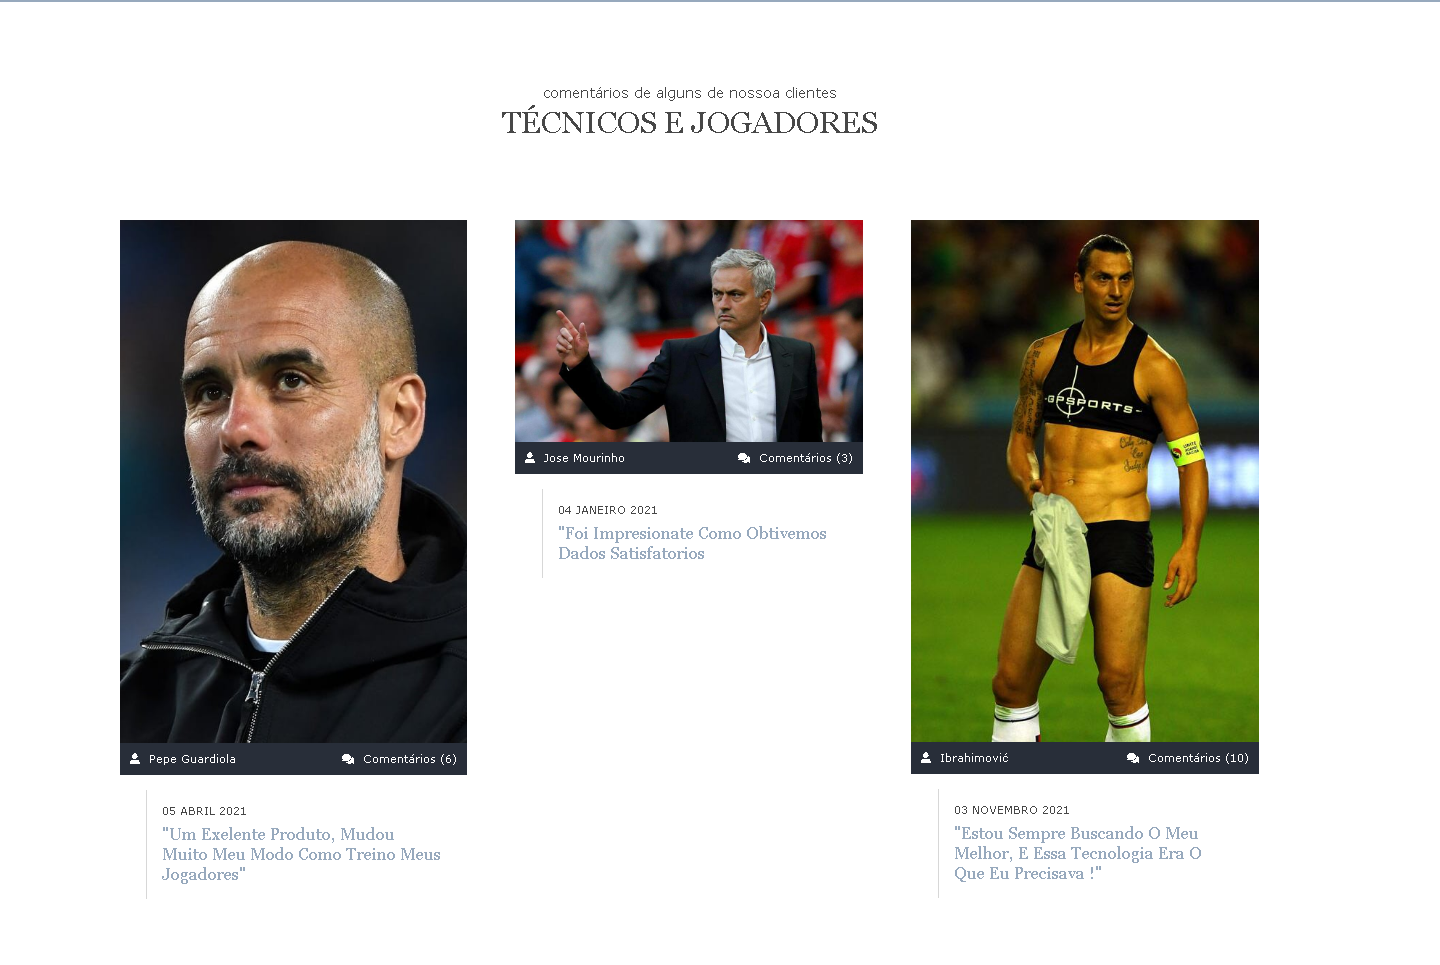 comentários de alguns de nossoa clientes
TÉCNICOS E JOGADORES
GPSPORTS
Jose Mourinho Comentários (3)
04 JANEIRO 2021
"Foi Impresionate Como Obtivemos
Dados Satisfatorios
Pepe Guardiola Comentários (6)
05 ABRIL 2021
"Um Exelente Produto, Mudou
Muito Meu Modo Como Treino Meus
Jogadores"
Ibrahimović Comentários (10)
03 NOVEMBRO 2021
"Estou Sempre Buscando O Meu
Melhor, E Essa Tecnologia Era O
Que Eu Precisava !"